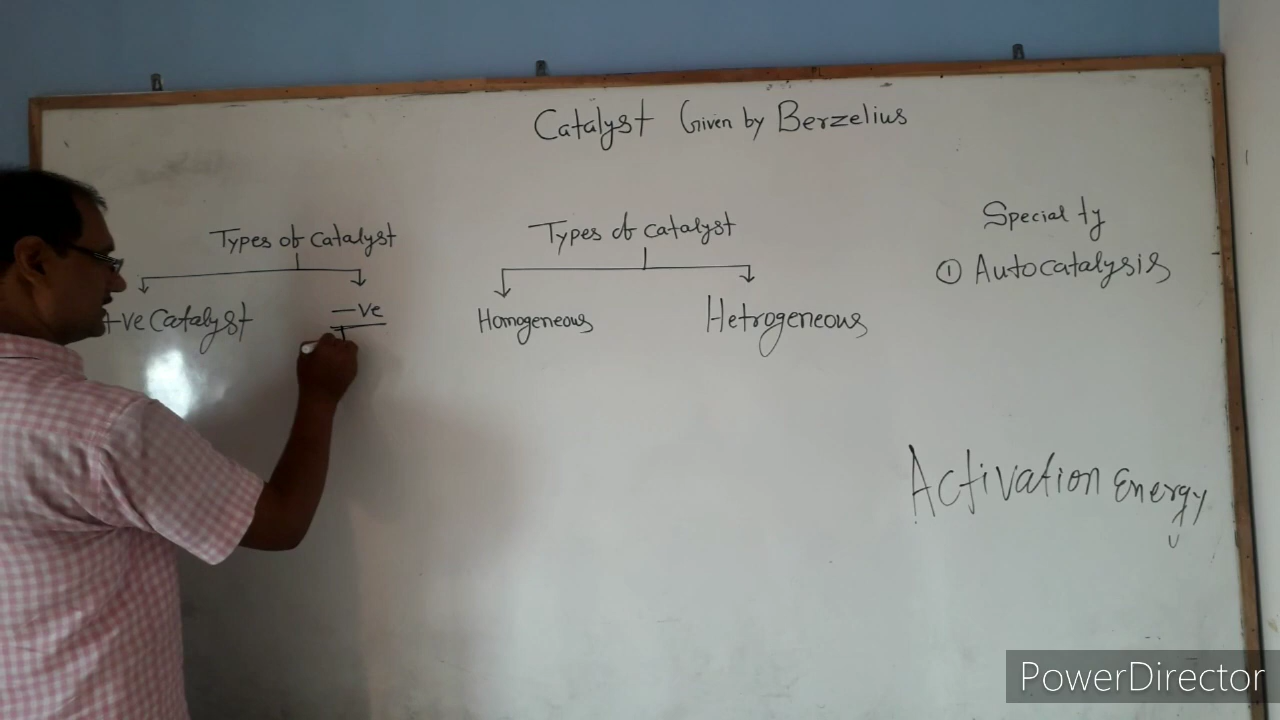 Catalyst Given by Berzelius
Types of catalyst
+ve Catalyst
-ve
Types of catalyst
Homogeneous
Hetrogeneous
Special ty
① Autocatalysis
Activation Energy
PowerDirector